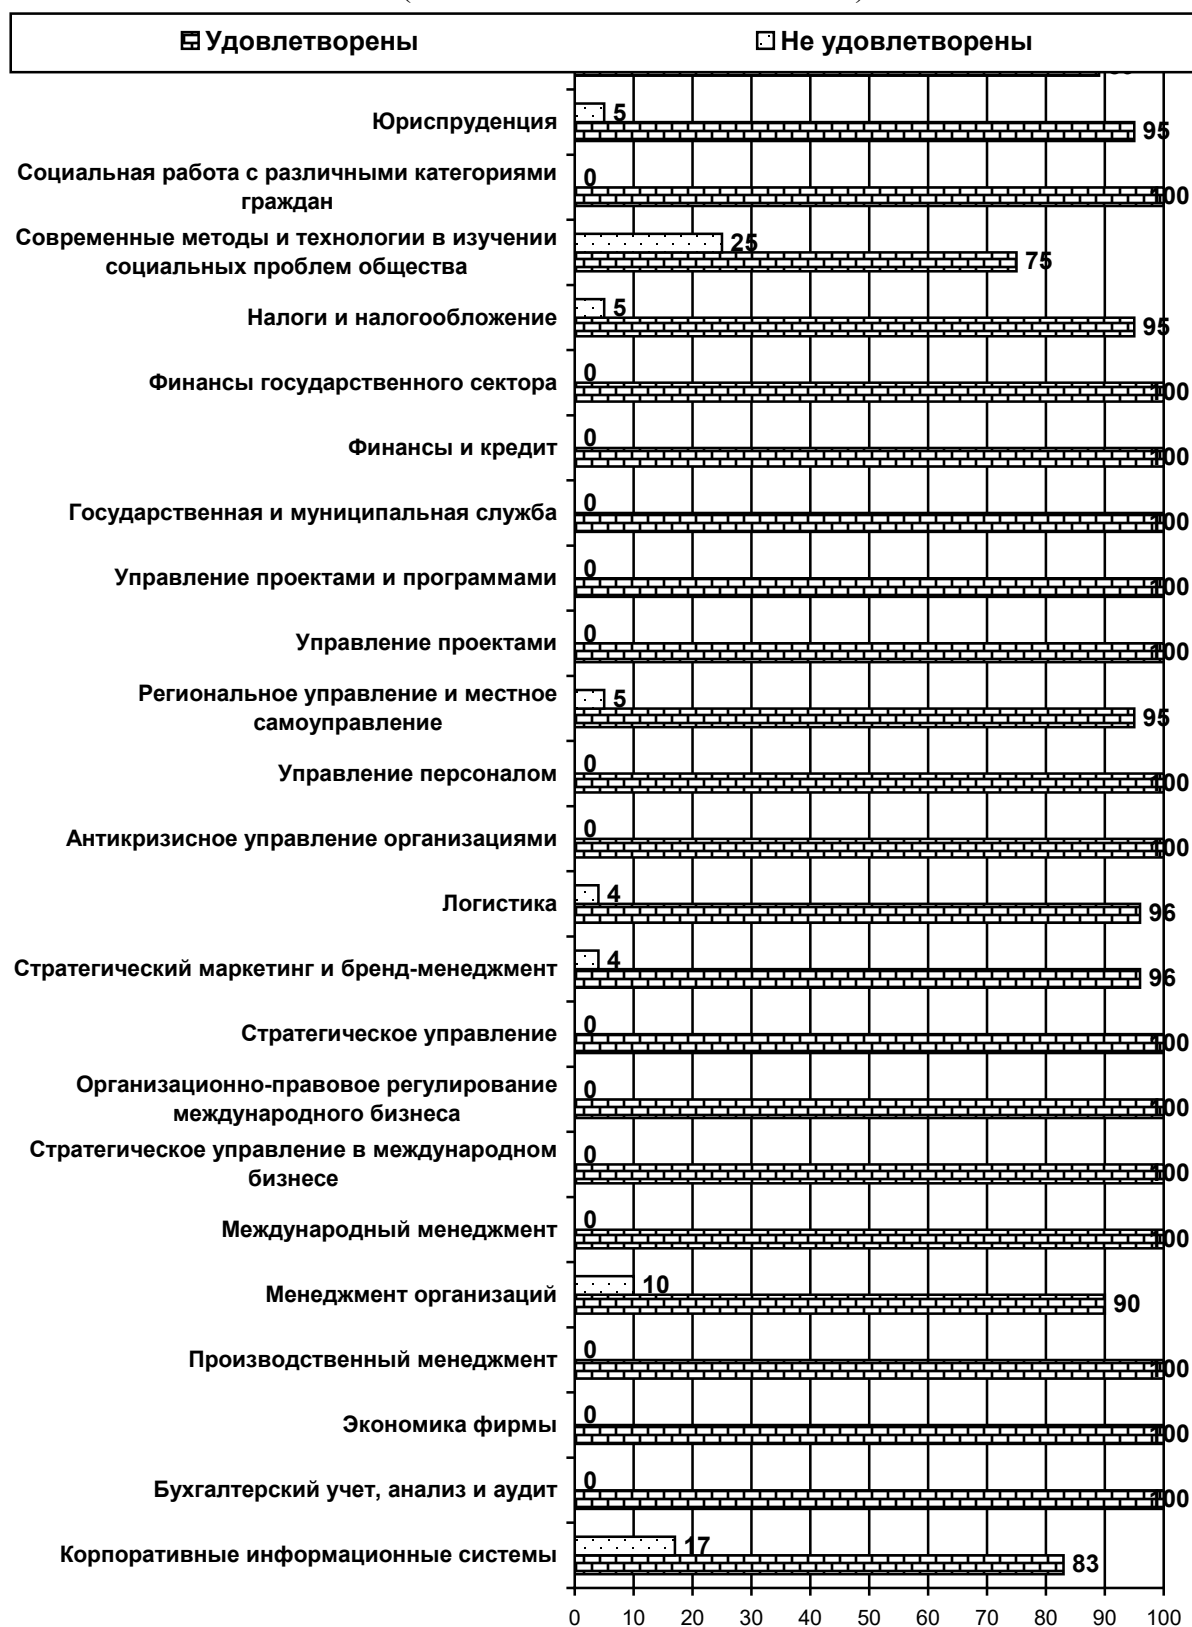 Удовлетворены
Не удовлетворены
Юриспруденция
5
95
Социальная работа с различными категориями
граждан
0
100
Современные методы и технологии в изучении
социальных проблем общества
25
75
Налоги и налогообложение
5
95
Финансы государственного сектора
0
100
Финансы и кредит
0
100
Государственная и муниципальная служба
0
100
Управление проектами и программами
0
100
Управление проектами
0
100
Региональное управление и местное
самоуправление
5
95
Управление персоналом
0
100
Антикризисное управление организациями
0
100
Логистика
4
96
Стратегический маркетинг и бренд-менеджмент
4
96
Стратегическое управление
0
100
Организационно-правовое регулирование
международного бизнеса
0
100
Стратегическое управление в международном
бизнесе
0
100
Международный менеджмент
0
100
Менеджмент организаций
10
90
Производственный менеджмент
0
100
Экономика фирмы
0
100
Бухгалтерский учет, анализ и аудит
0
100
Корпоративные информационные системы
17
83
0 10 20 30 40 50 60 70 80 90 100